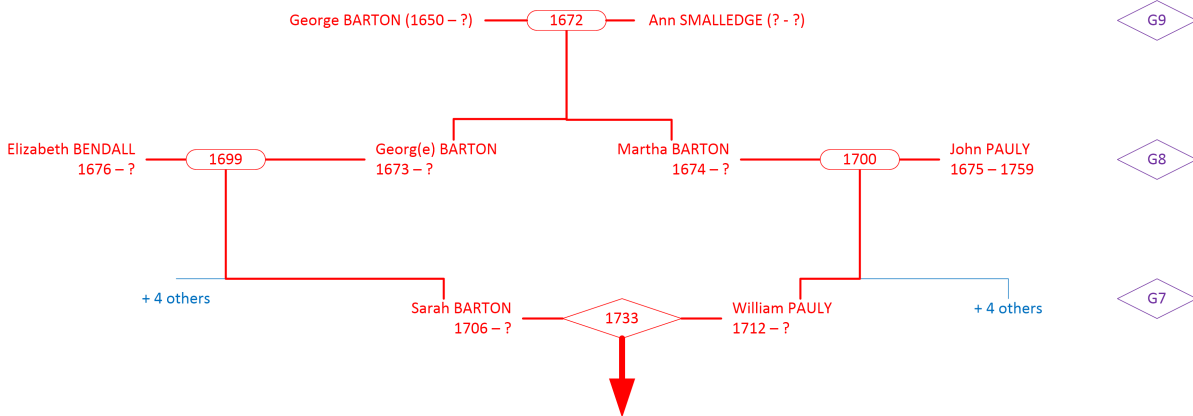 George BARTON (1650 – ?) 1672 Ann SMALLEDGE (? - ?) G9
Elizabeth BENDALL
1676 – ?
1699
Georg(e) BARTON
1673 – ?
Martha BARTON
1674 – ?
1700
John PAULY
1675 – 1759
G8
+ 4 others
Sarah BARTON
1706 – ?
1733
William PAULY
1712 – ?
+ 4 others
G7